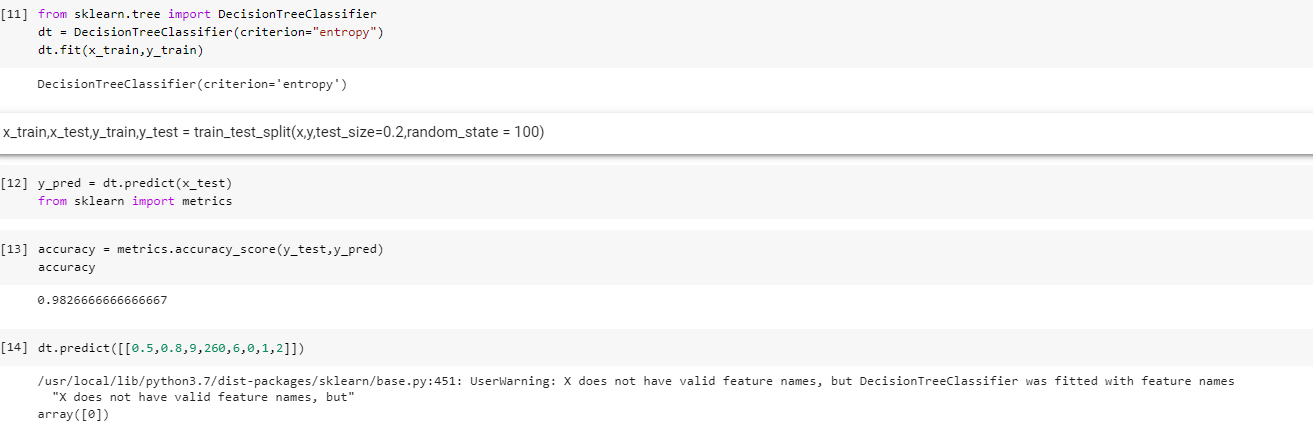 [11] from sklearn.tree import DecisionTreeClassifier
dt = DecisionTreeClassifier(criterion="entropy")
dt.fit(x_train,y_train)
DecisionTreeClassifier(criterion='entropy')
x_train,x_test,y_train,y_test = train_test_split(x,y,test_size=0.2,random_state = 100)
[12] y_pred = dt.predict(x_test)
from sklearn import metrics
[13] accuracy = metrics.accuracy_score(y_test,y_pred)
accuracy
0.9826666666666667
[14] dt.predict([[0.5,0.8,9,260,6,0,1,2]])
/usr/local/lib/python3.7/dist-packages/sklearn/base.py:451: UserWarning: X does not have valid feature names, but DecisionTreeClassifier was fitted with feature names
"X does not have valid feature names, but"
array([0])